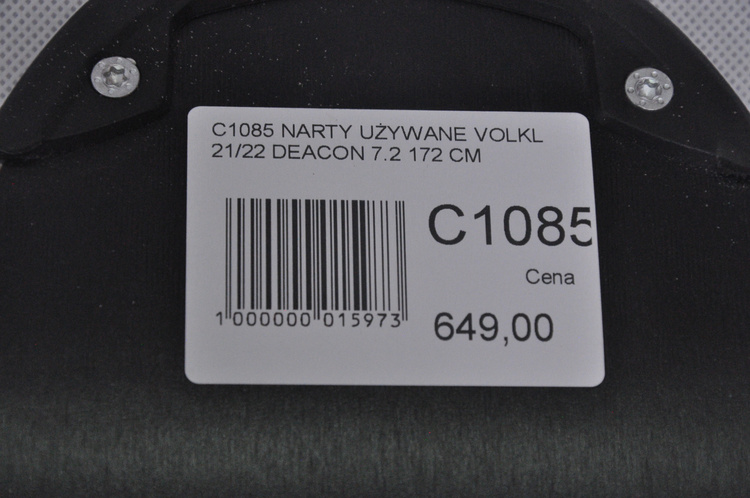 C1085 NARTY UŻYWANE VOLKL
21/22 DEACON 7.2 172 CM
C1085
Cena
1 000000 015973
649,00